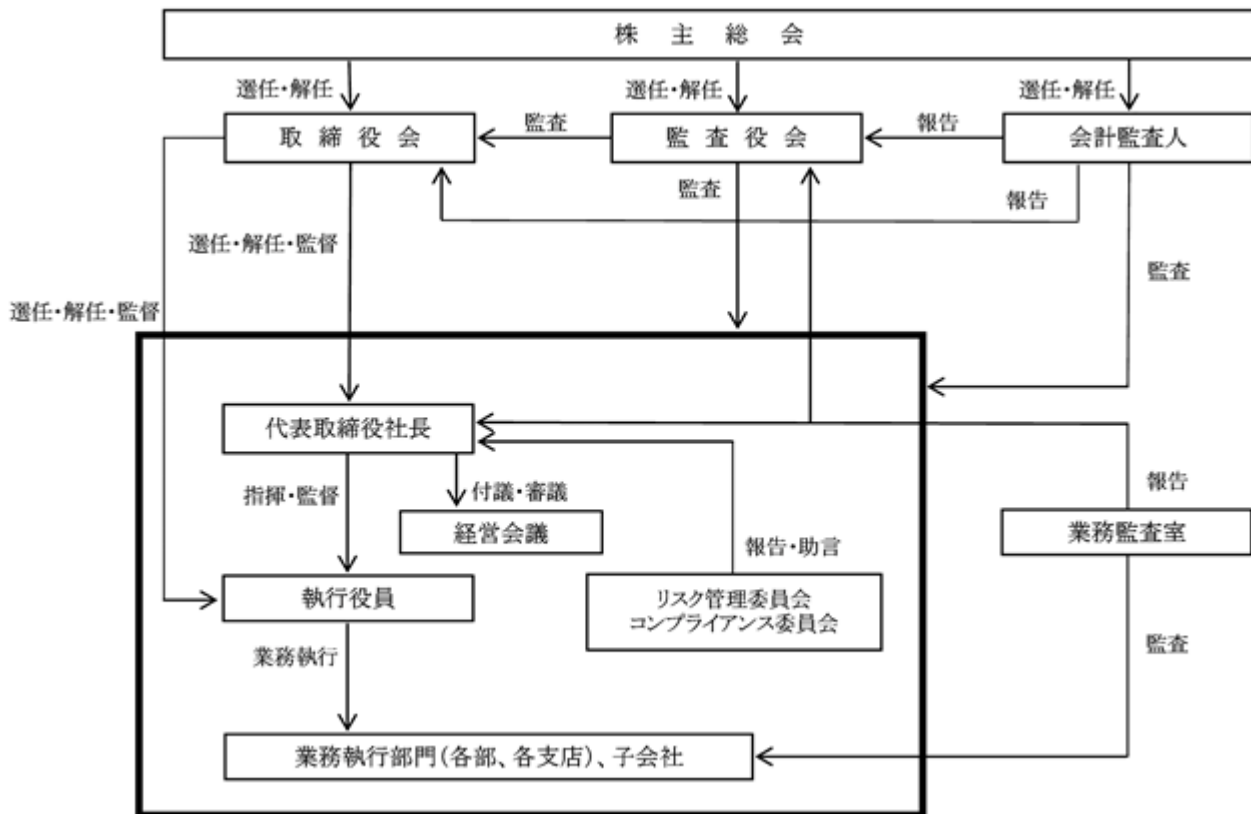 株主総会
選任・解任
選任・解任
選任・解任
取締役会
監査
監査役会
報告
会計監査人
監査
報告
選任・解任・監督
監査
選任・解任・監督
代表取締役社長
指揮・監督
付議・審議
報告
経営会議
業務監査室
報告・助言
執行役員
リスク管理委員会
コンプライアンス委員会
業務執行
監査
業務執行部門(各部、各支店)、子会社